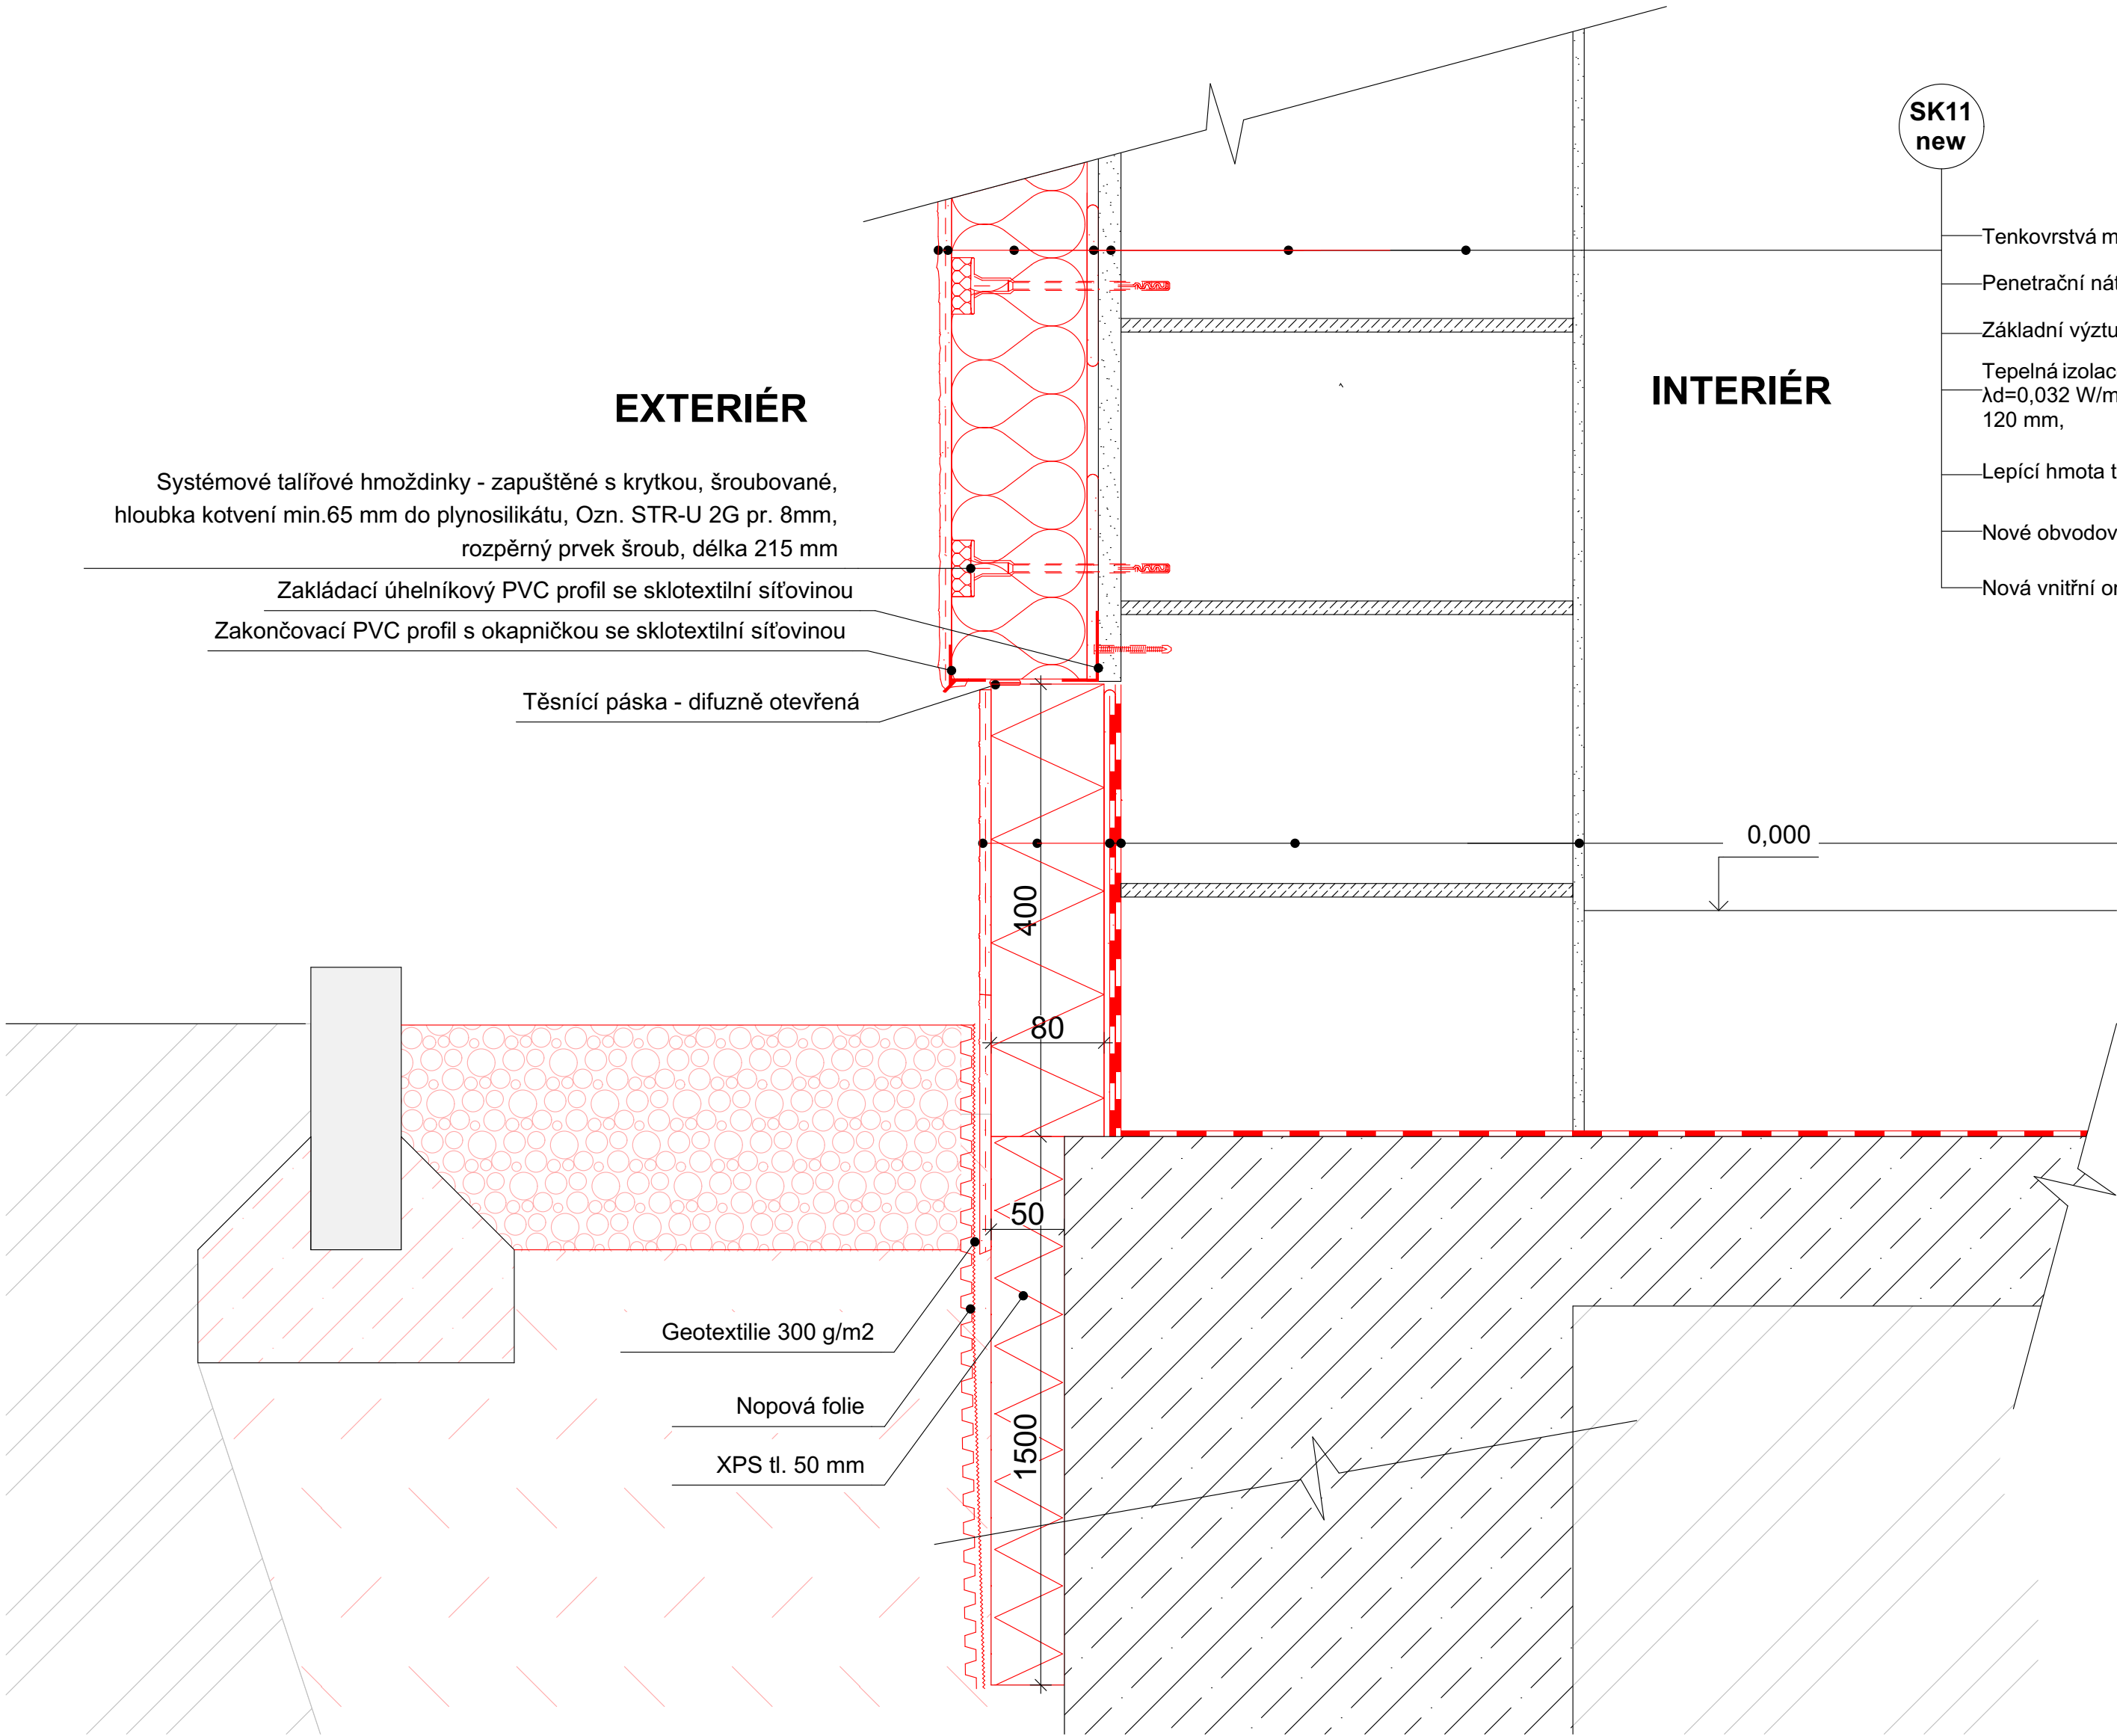 SK11
new
Tenkovrstvá
Penetrační
Základní
Tepelná izolac
λd=0,032 W/m
120 mm,
Lepící hmota
Nové
Nová vnitřní
EXTERIÉR
INTERIÉR
Systémové talířové hmoždinky - zapuštěné s krytkou, šroubované,
hloubka kotvení min.65 mm do plynosilikátu, Ozn. STR-U 2G pr. 8mm,
rozpěrný prvek šroub, délka 215 mm
Zakládací úhelníkový PVC profil se sklotextilní síťovinou
Zakončovací PVC profil s okapničkou se sklotextilní síťovinou
Těsnící páska - difuzně otevřená
0,000
400
80
50
Geotextilie 300 g/m2
Nopová folie
XPS tl. 50 mm
1500